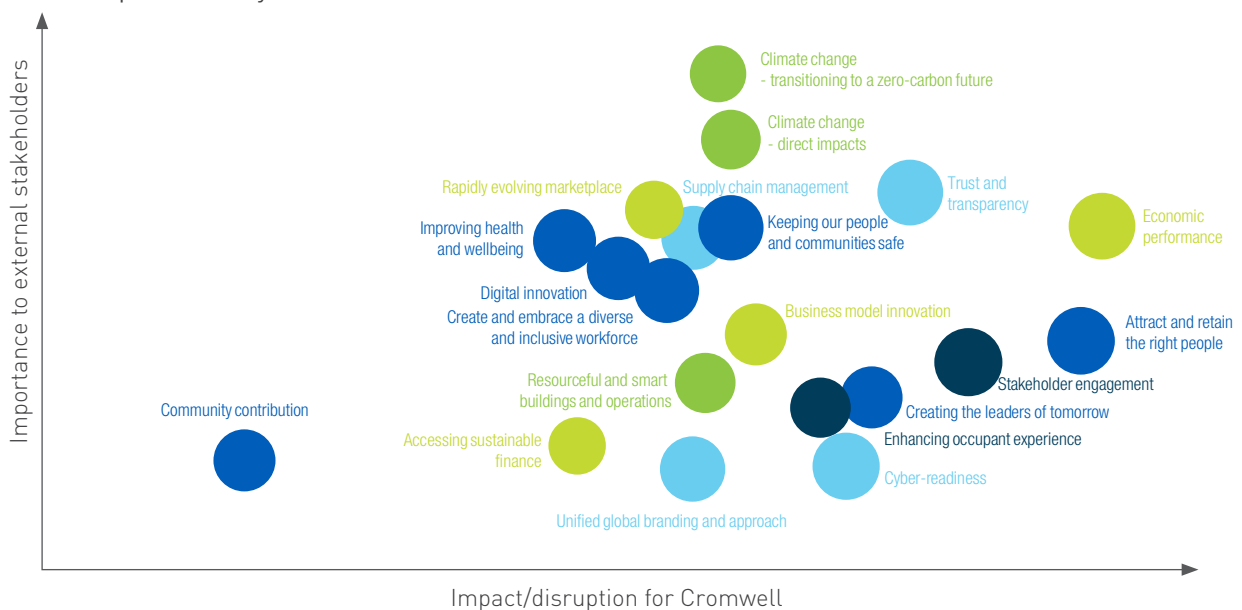 Importance to external stakeholders
Climate change
- transitioning to a zero-carbon future
Climate change
- direct impacts
Rapidly evolving marketplace
Supply chain management
Trust and
transparency
Improving health
and wellbeing
Keeping our people
and communities safe
Economic
performance
Digital innovation
Create and embrace a diverse
and inclusive workforce
Business model innovation
Attract and retain
the right people
Resourceful and smart
buildings and operations
Stakeholder engagement
Community contribution
Creating the leaders of tomorrow
Accessing sustainable
finance
Enhancing occupant experience
Cyber-readiness
Unified global branding and approach
Impact/disruption for Cromwell